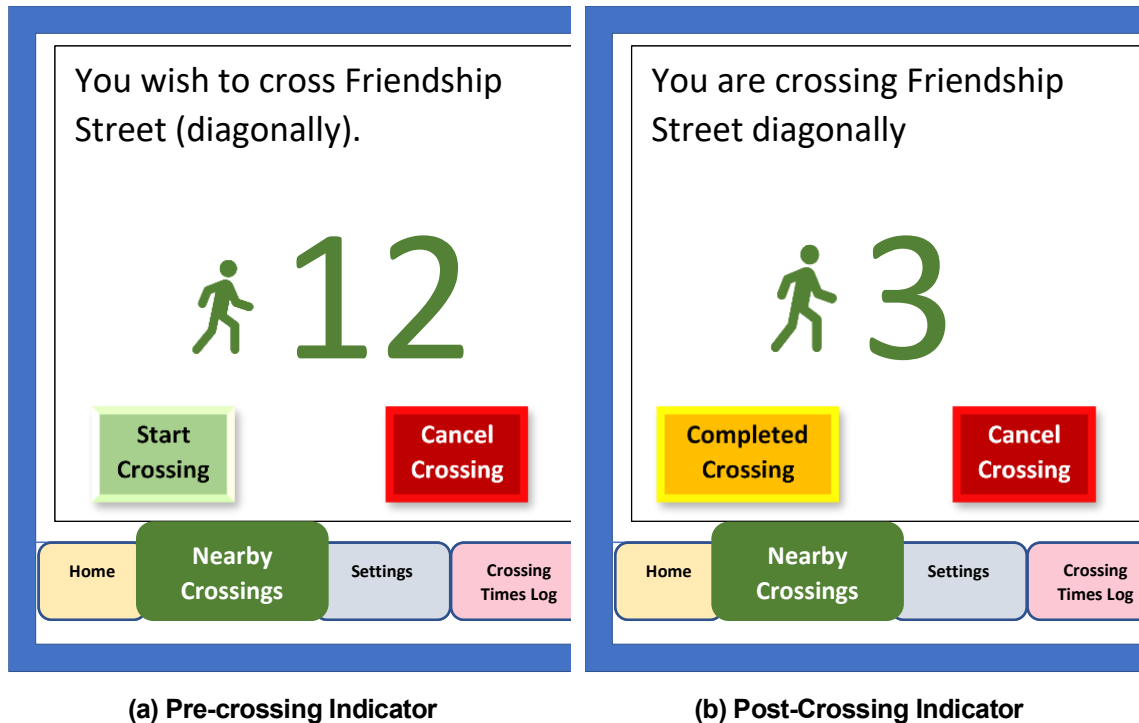 You wish to cross Friendship
Street (diagonally).
12
Start
Crossing
Cancel
Crossing
Home
Nearby
Crossings
Settings
Crossing
Times Log
(a) Pre-crossing Indicator
You are crossing Friendship
Street diagonally
3
Completed
Crossing
Cancel
Crossing
Home
Nearby
Crossings
Settings
Crossing
Times Log
(b) Post-Crossing Indicator